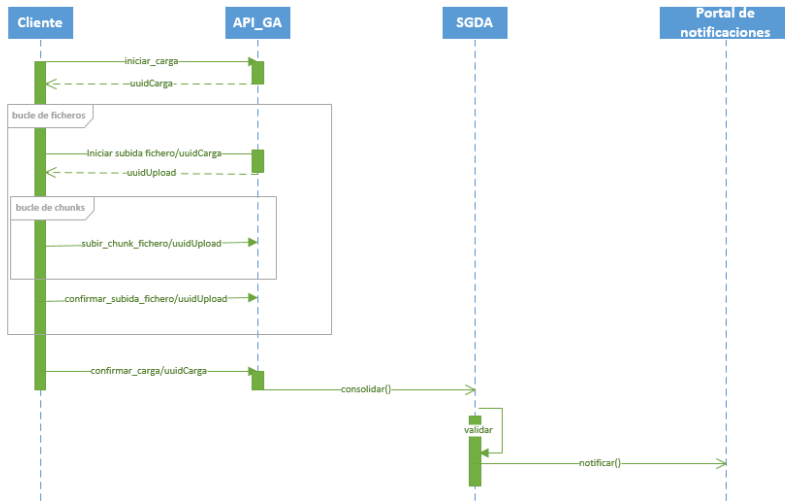 Cliente
API_GA
SGDA
Portal de
notificaciones
iniciar_carga
uuidCarga
bucle de ficheros
Iniciar subida fichero/uuidCarga
uuidUpload
bucle de chunks
subir_chunk_fichero/uuidUpload
confirmar_subida_fichero/uuidUpload
confirmar_carga/uuidCarga
consolidar()
validar
notificar()